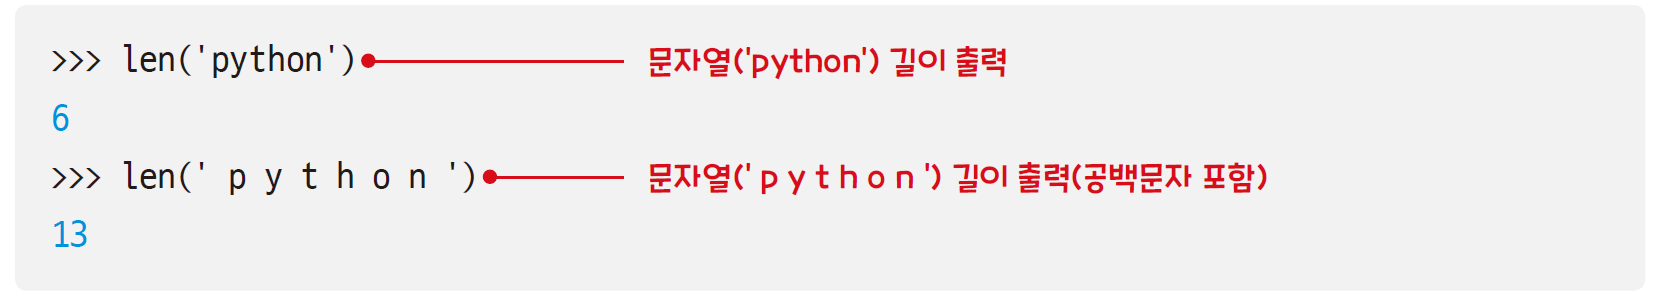 >>> len('python') 문자열('python') 길이 출력
6
>>> len(' p y t h o n ') 문자열(' p y t h o n ') 길이 출력(공백문자 포함)
13